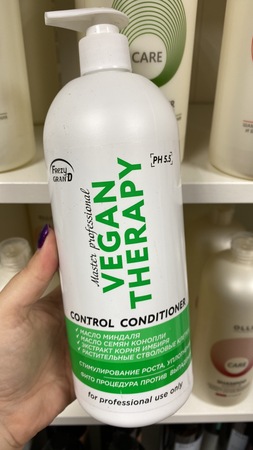 CARE
Frezy
GRAN'D
Master professional
VEGAN
THERAPY
[PH 5.5]
CONTROL CONDITIONER
✓ МАСЛО МИНДАЛЯ
✓ МАСЛО СЕМЯН КОНОПЛИ
✓ ЭКСТРАКТ КОРНЯ ИМБИРЯ
✓ РАСТИТЕЛЬНЫЕ СТВОЛОВЫЕ
СТИМУЛИРОВАНИЕ РОСТА,
ФИТО ПРОЦЕДУРА ПРОТИВ
for professional use only
OLLIN
CARE